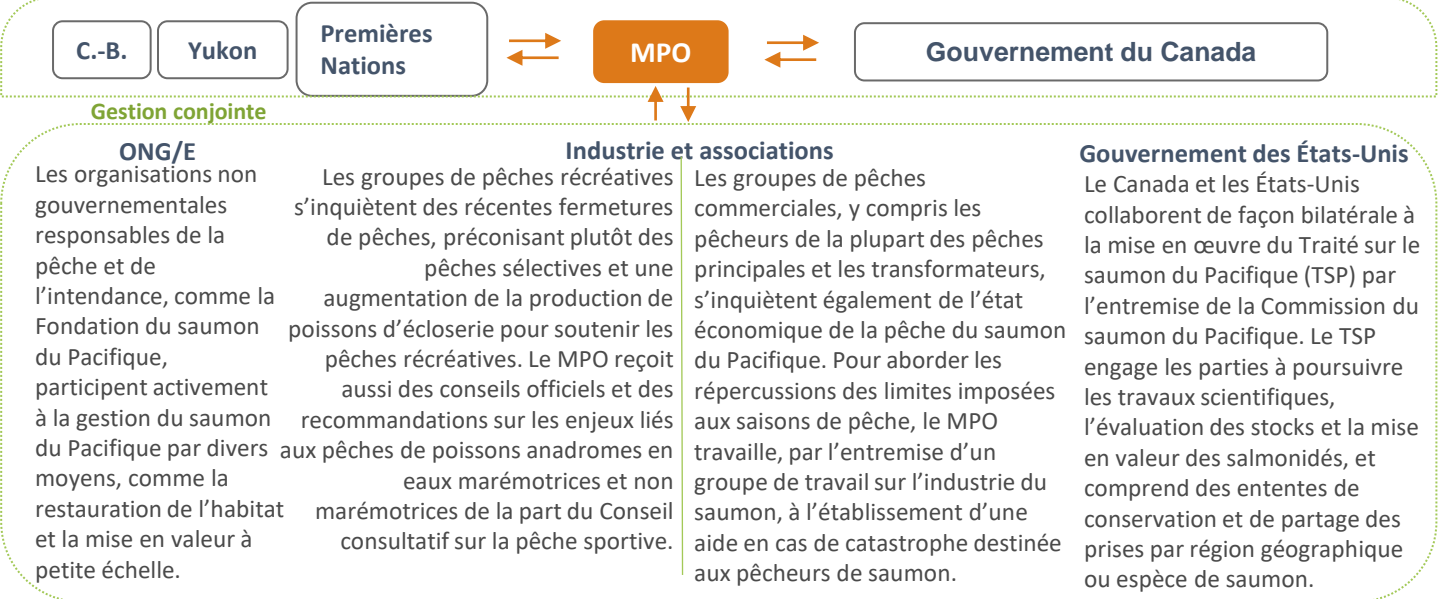 C.-B.
Yukon
Premières
Nations
MPO
Gouvernement du Canada
Gestion conjointe
ONG/E
Les organisations non
gouvernementales
responsables de la
pêche et de
l’intendance, comme la
Fondation du saumon
du Pacifique,
participent activement
à la gestion du saumon
du Pacifique par divers
moyens, comme la
restauration de l’habitat
et la mise en valeur à
petite échelle.
Industrie et associations
Les groupes de pêches récréatives
s’inquiètent des récentes fermetures
de pêches, préconisant plutôt des
pêches sélectives et une
augmentation de la production de
poissons d’écloserie pour soutenir les
pêches récréatives. Le MPO reçoit
aussi des conseils officiels et des
recommandations sur les enjeux liés
aux pêches de poissons anadromes en
eaux marémotrices et non
marémotrices de la part du Conseil
consultatif sur la pêche sportive.
Les groupes de pêches
commerciales, y compris les
pêcheurs de la plupart des pêches
principales et les transformateurs,
s’inquiètent également de l’état
économique de la pêche du saumon
du Pacifique. Pour aborder les
répercussions des limites imposées
aux saisons de pêche, le MPO
travaille, par l’entremise d’un
groupe de travail sur l’industrie du
saumon, à l’établissement d’une
aide en cas de catastrophe destinée
aux pêcheurs de saumon.
Gouvernement des États-Unis
Le Canada et les États-Unis
collaborent de façon bilatérale à
la mise en œuvre du Traité sur le
saumon du Pacifique (TSP) par
l’entremise de la Commission du
saumon du Pacifique. Le TSP
engage les parties à poursuivre
les travaux scientifiques,
l’évaluation des stocks et la mise
en valeur des salmonidés, et
comprend des ententes de
conservation et de partage des
prises par région géographique
ou espèce de saumon.